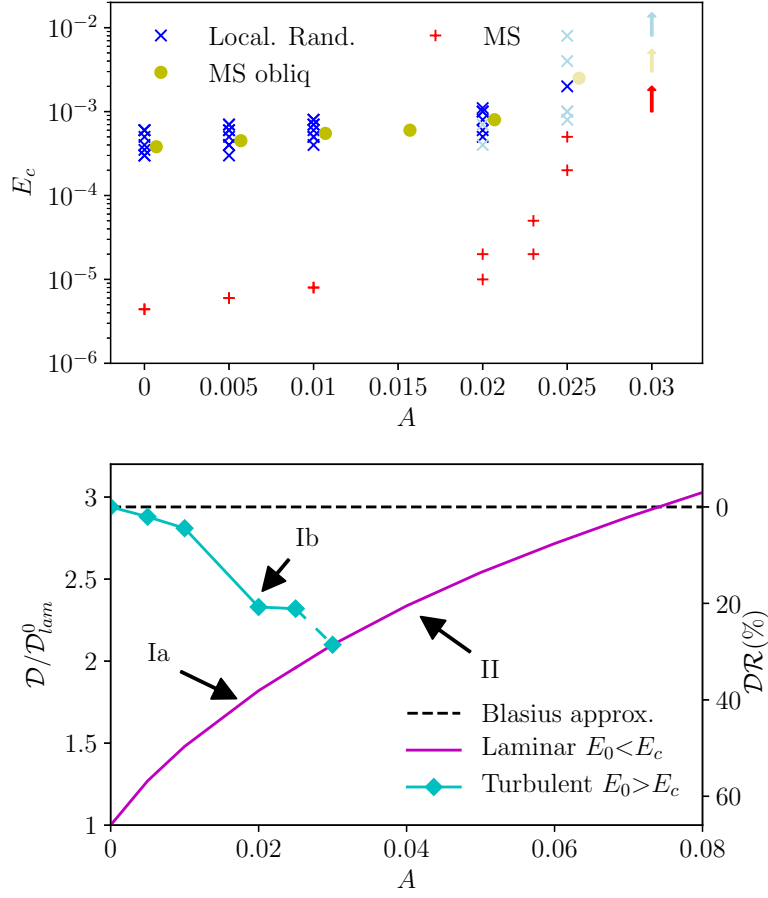 10⁻²
10⁻³
10⁻⁴
10⁻⁵
10⁻⁶
E_c
Local. Rand.
MS
MS obliq
0
0.005
0.01
0.015
0.02
0.025
0.03
A
3
2.5
2
1.5
1
𝒟/𝒟⁰_lam
0
20
40
60
𝒟ℛ(%)
Ib
Ia
II
Blasius approx.
Laminar E₀<E_c
Turbulent E₀>E_c
0
0.02
0.04
0.06
0.08
A